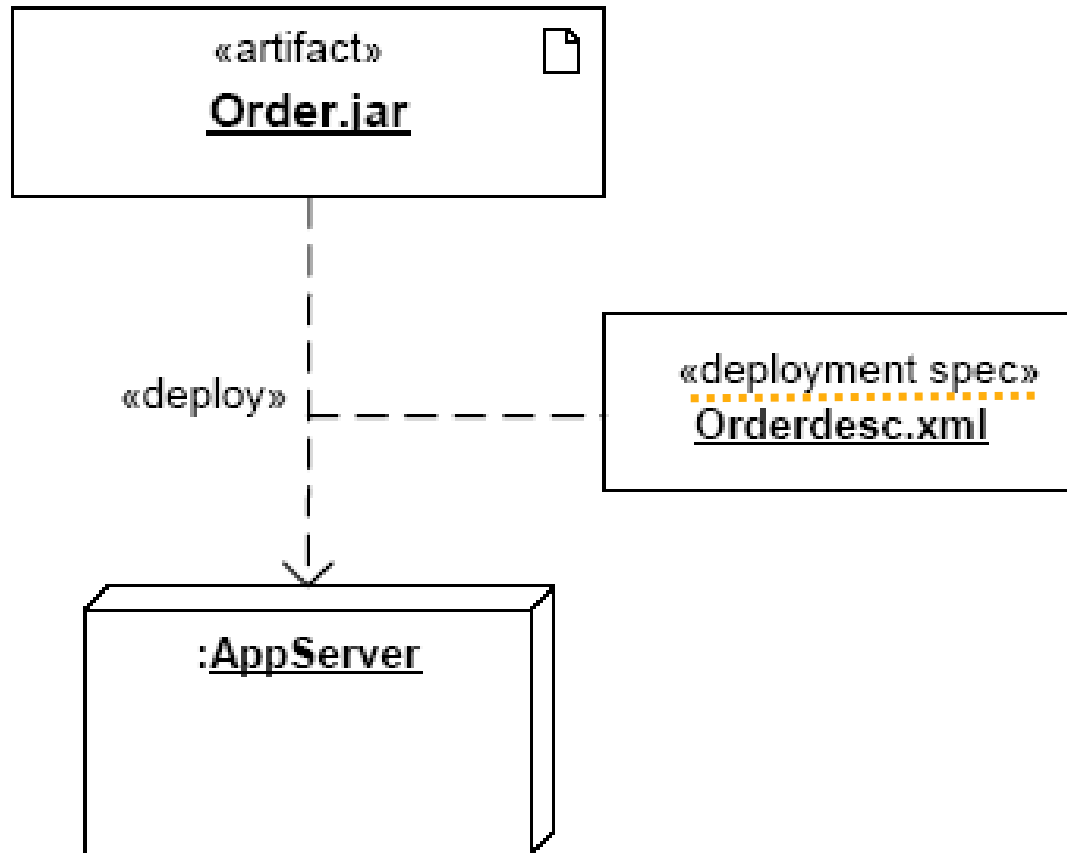 «artifact»
Order.jar
«deploy»
«deployment spec»
Orderdesc.xml
:AppServer